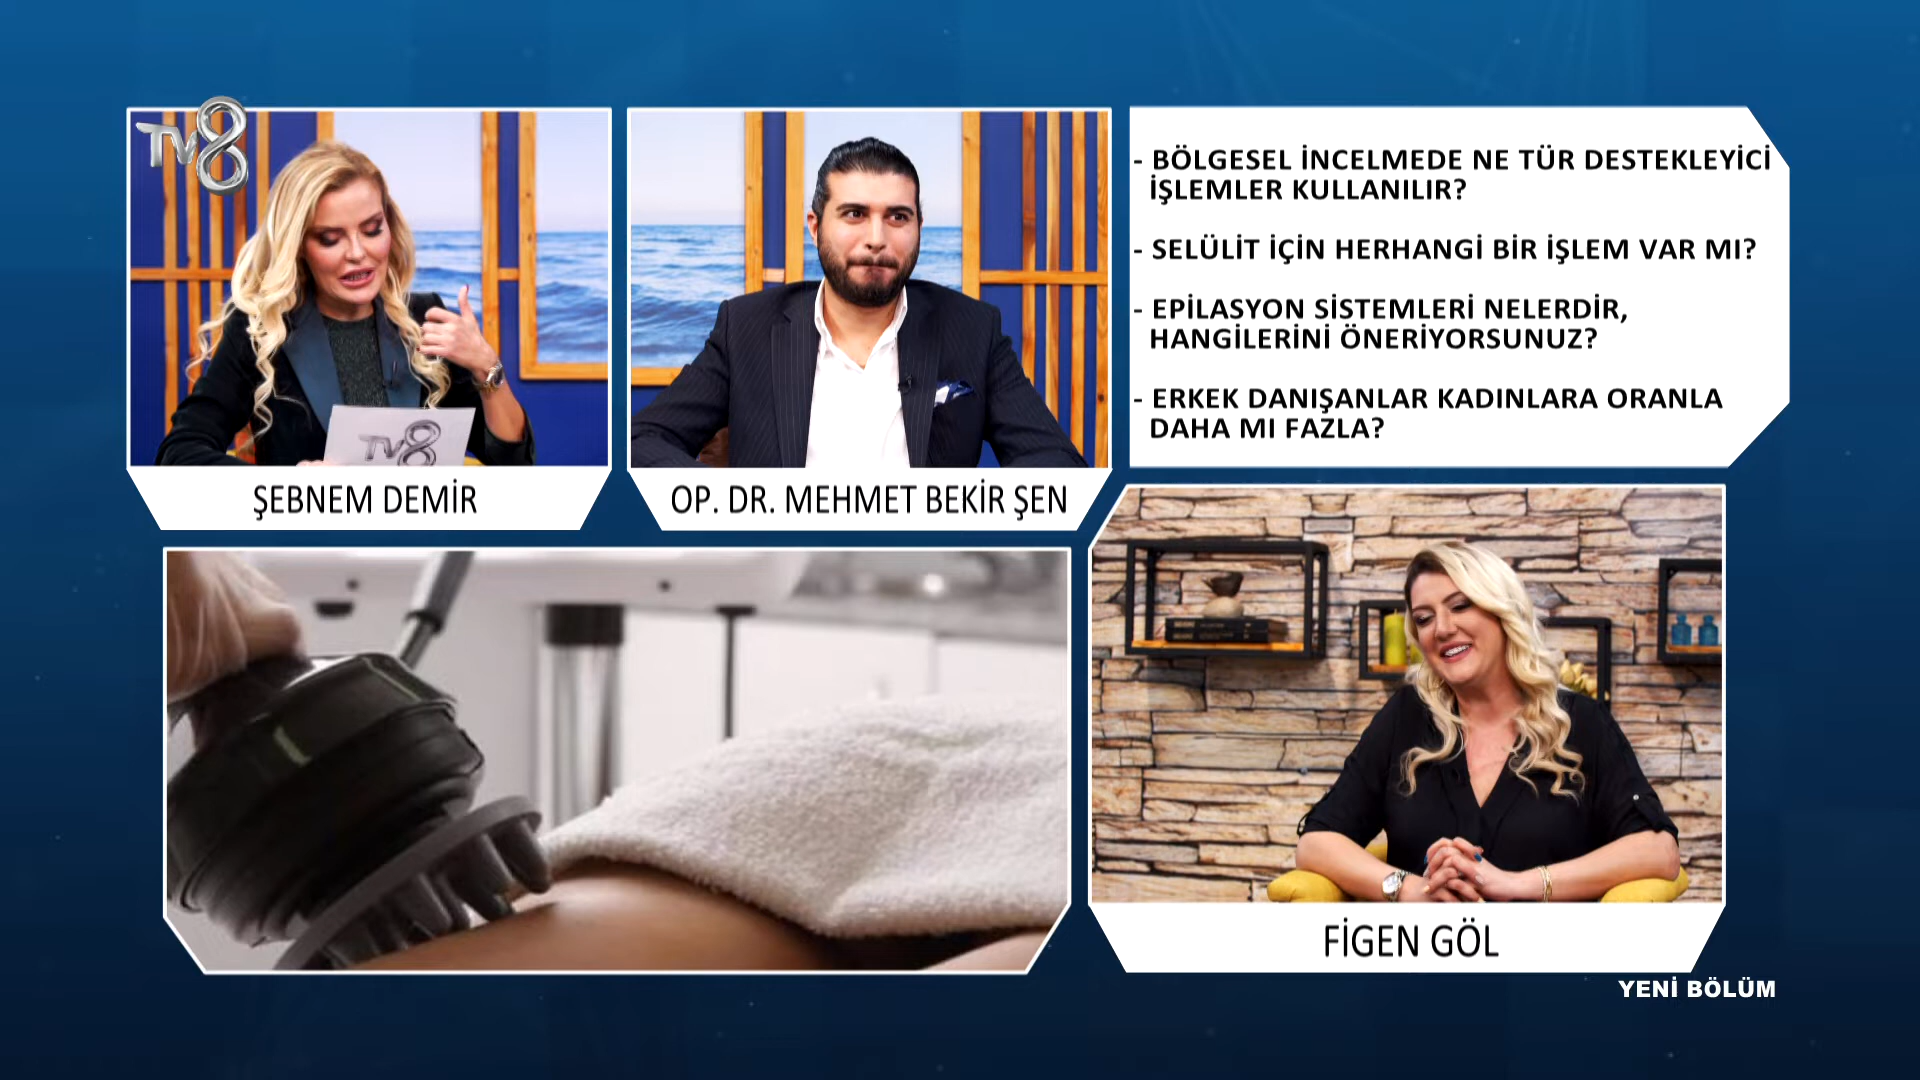 TV8
- BÖLGESEL İNCELMEDE NE TÜR DESTEKLEYİCİ
İŞLEMLER KULLANILIR?
- SELÜLİT İÇİN HERHANGİ BİR İŞLEM VAR MI?
- EPİLASYON SİSTEMLERİ NELERDİR,
HANGİLERİNİ ÖNERİYORSUNUZ?
- ERKEK DANIŞANLAR KADINLARA ORANLA
DAHA MI FAZLA?
TV8
ŞEBNEM DEMİR
OP. DR. MEHMET BEKİR ŞEN
FİGEN GÖL
YENİ BÖLÜM